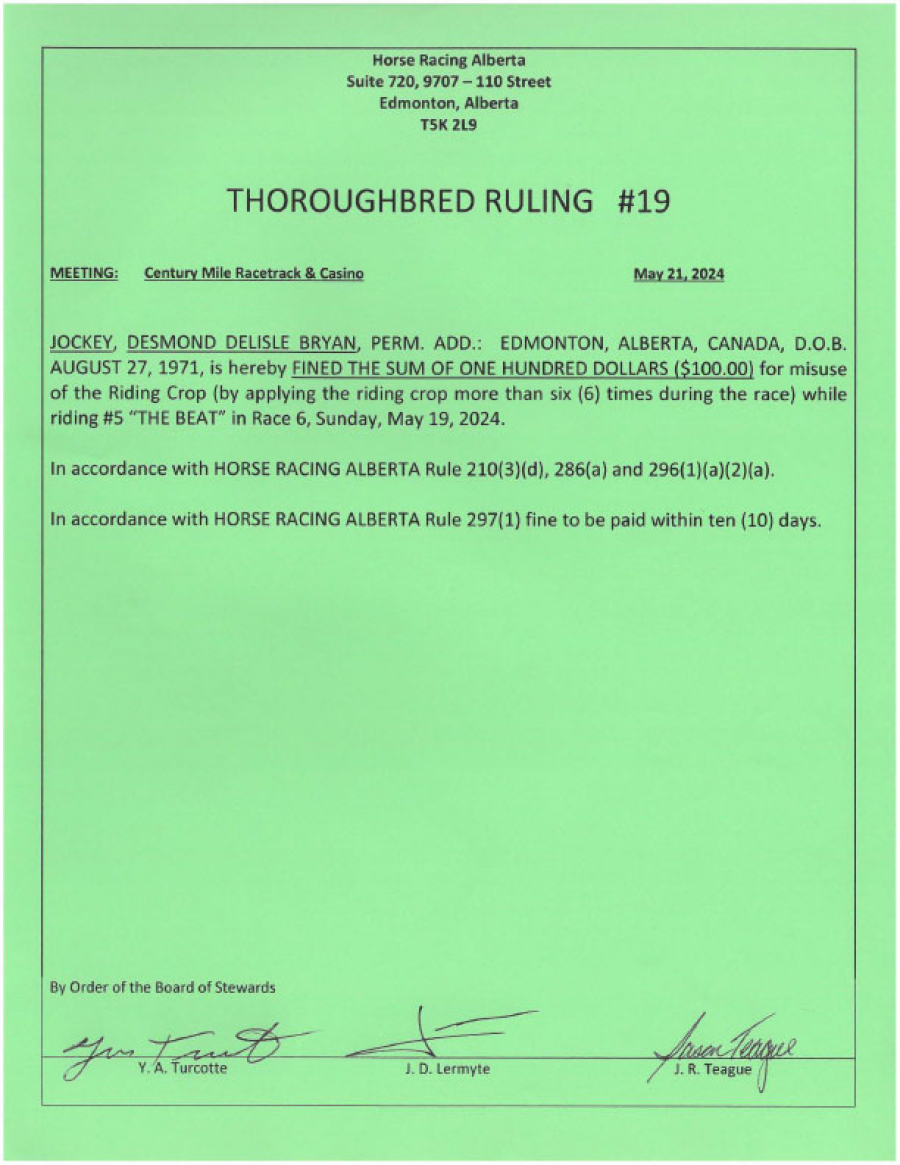 Horse Racing Alberta
Suite 720, 9707 – 110 Street
Edmonton, Alberta
T5K 2L9
THOROUGHBRED RULING #19
MEETING: Century Mile Racetrack & Casino May 21, 2024
JOCKEY, DESMOND DELISLE BRYAN, PERM. ADD.: EDMONTON, ALBERTA, CANADA, D.O.B.
AUGUST 27, 1971, is hereby FINED THE SUM OF ONE HUNDRED DOLLARS ($100.00) for misuse
of the Riding Crop (by applying the riding crop more than six (6) times during the race) while
riding #5 “THE BEAT” in Race 6, Sunday, May 19, 2024.
In accordance with HORSE RACING ALBERTA Rule 210(3)(d), 286(a) and 296(1)(a)(2)(a).
In accordance with HORSE RACING ALBERTA Rule 297(1) fine to be paid within ten (10) days.
By Order of the Board of Stewards
Jason Teague
Y. A. Turcotte J. D. Lermyte J. R. Teague